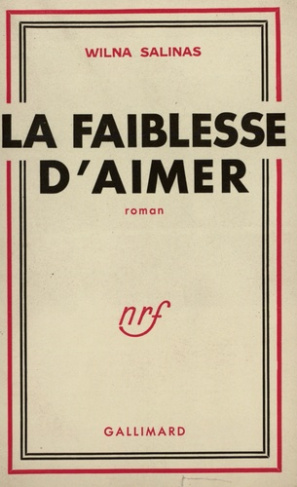 WILNA SALINAS
LA FAIBLESSE
D'AIMER
roman
nrf
GALLIMARD